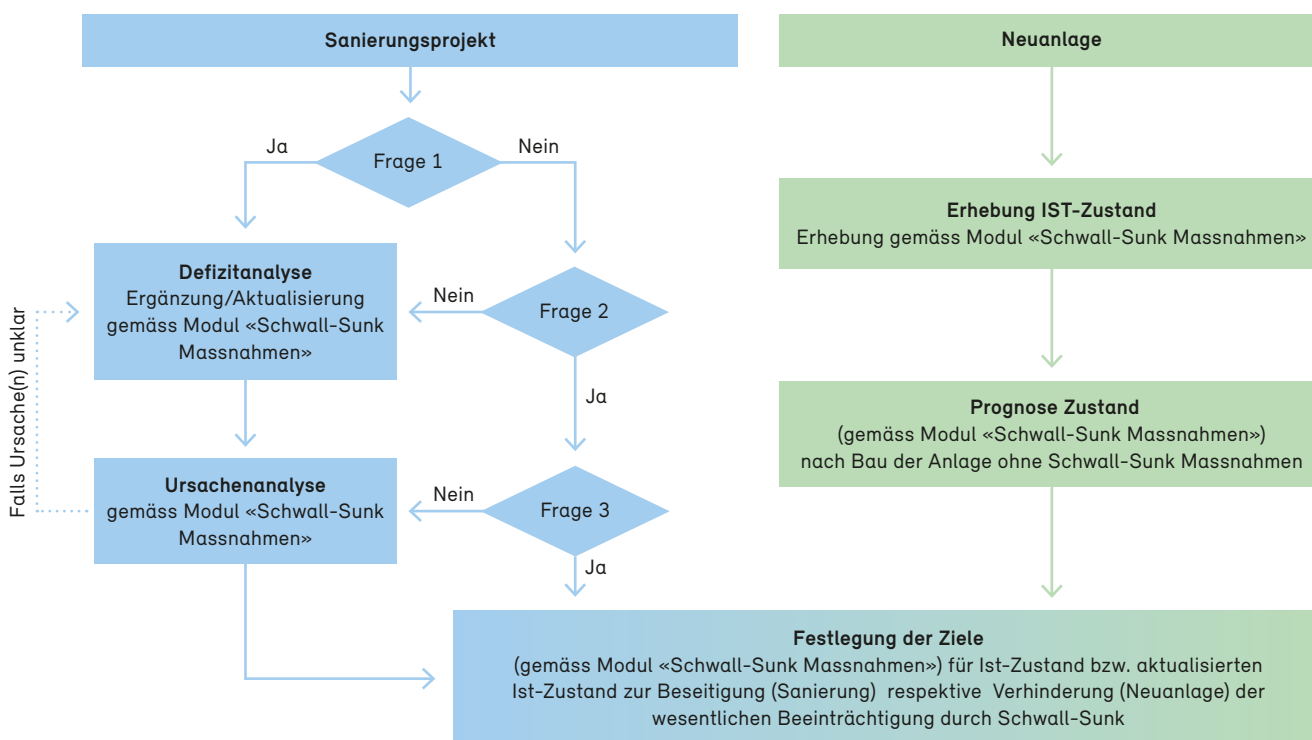 Sanierungsprojekt
Ja
Frage 1
Nein
Defizitanalyse
Ergänzung/Aktualisierung
gemäss Modul «Schwall-Sunk
Massnahmen»
Nein
Frage 2
Ja
Falls Ursache(n) unklar
Ursachenanalyse
gemäss Modul «Schwall-Sunk
Massnahmen»
Nein
Frage 3
Ja
Neuanlage
Erhebung IST-Zustand
Erhebung gemäss Modul «Schwall-Sunk Massnahmen»
Prognose Zustand
(gemäss Modul «Schwall-Sunk Massnahmen»)
nach Bau der Anlage ohne Schwall-Sunk Massnahmen
Festlegung der Ziele
(gemäss Modul «Schwall-Sunk Massnahmen») für Ist-Zustand bzw. aktualisierten
Ist-Zustand zur Beseitigung (Sanierung) respektive Verhinderung (Neuanlage) der
wesentlichen Beeinträchtigung durch Schwall-Sunk